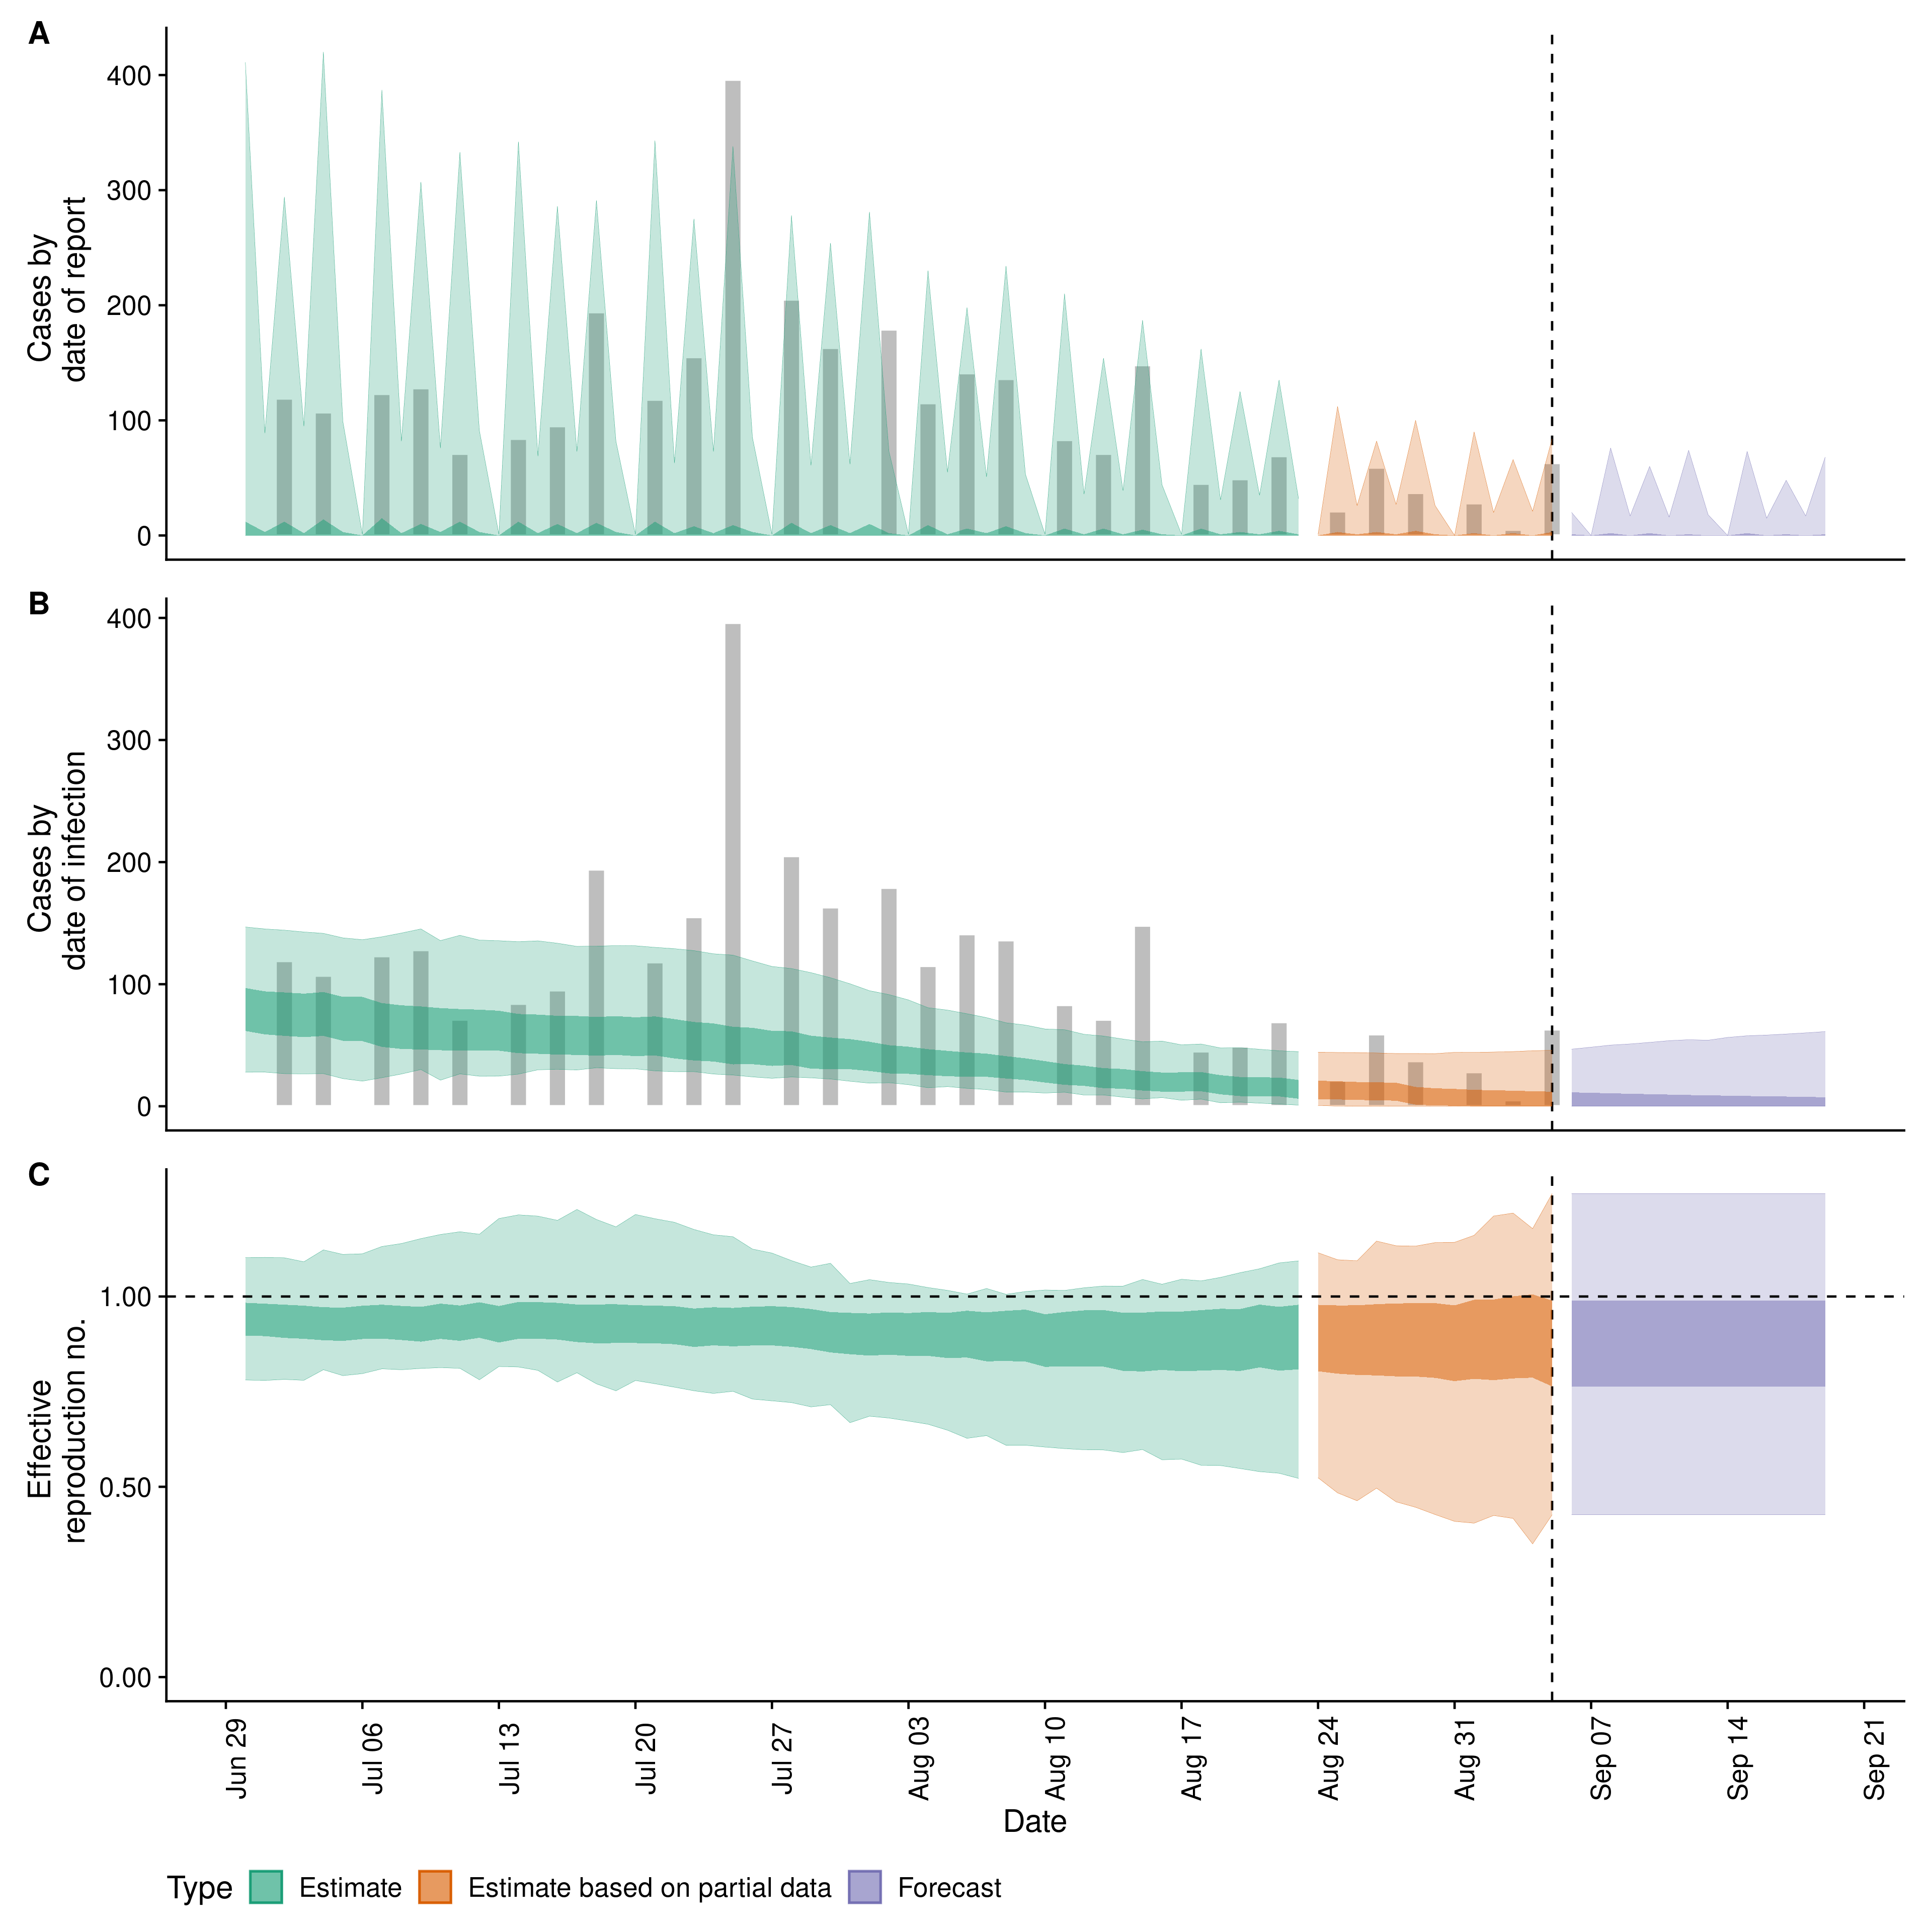 A
400
300
200
100
0
Cases by
date of report
B
400
300
200
100
0
Cases by
date of infection
C
1.00
0.50
0.00
Effective
reproduction no.
Jun 29
Jul 06
Jul 13
Jul 20
Jul 27
Aug 03
Aug 10
Aug 17
Aug 24
Aug 31
Sep 07
Sep 14
Sep 21
Date
Type Estimate Estimate based on partial data Forecast